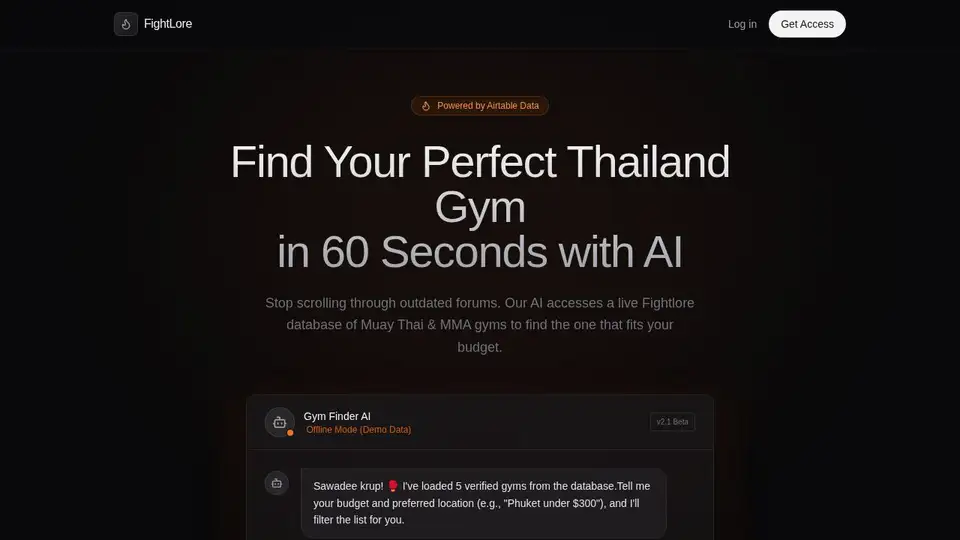 FightLore
Log in
Get Access
Powered by Airtable Data
Find Your Perfect Thailand
Gym
in 60 Seconds with AI
Stop scrolling through outdated forums. Our AI accesses a live Fightlore
database of Muay Thai & MMA gyms to find the one that fits your
budget.
Gym Finder AI
Offline Mode (Demo Data)
v2.1 Beta
Sawadee krup! 🥊 I've loaded 5 verified gyms from the database.Tell me
your budget and preferred location (e.g., "Phuket under $300"), and I'll
filter the list for you.